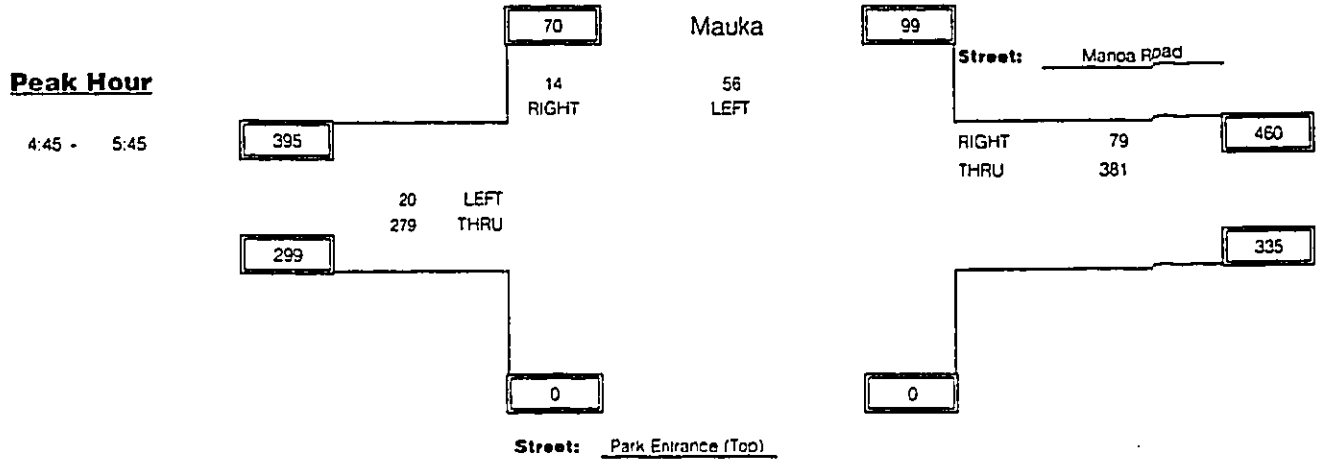 70 Mauka 99
Street: Manoa Road
Peak Hour
14 56
RIGHT LEFT
4:45 - 5:45 395 RIGHT 79 460
THRU 381
20 LEFT
279 THRU
299 335
0 0
Street: Park Entrance (Top)